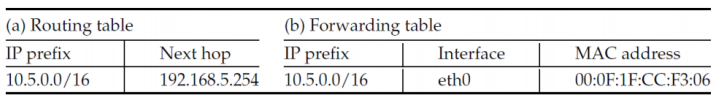 (a) Routing table (b) Forwarding table
IP prefix Next hop IP prefix Interface MAC address
10.5.0.0/16 192.168.5.254 10.5.0.0/16 eth0 00:0F:1F:CC:F3:06